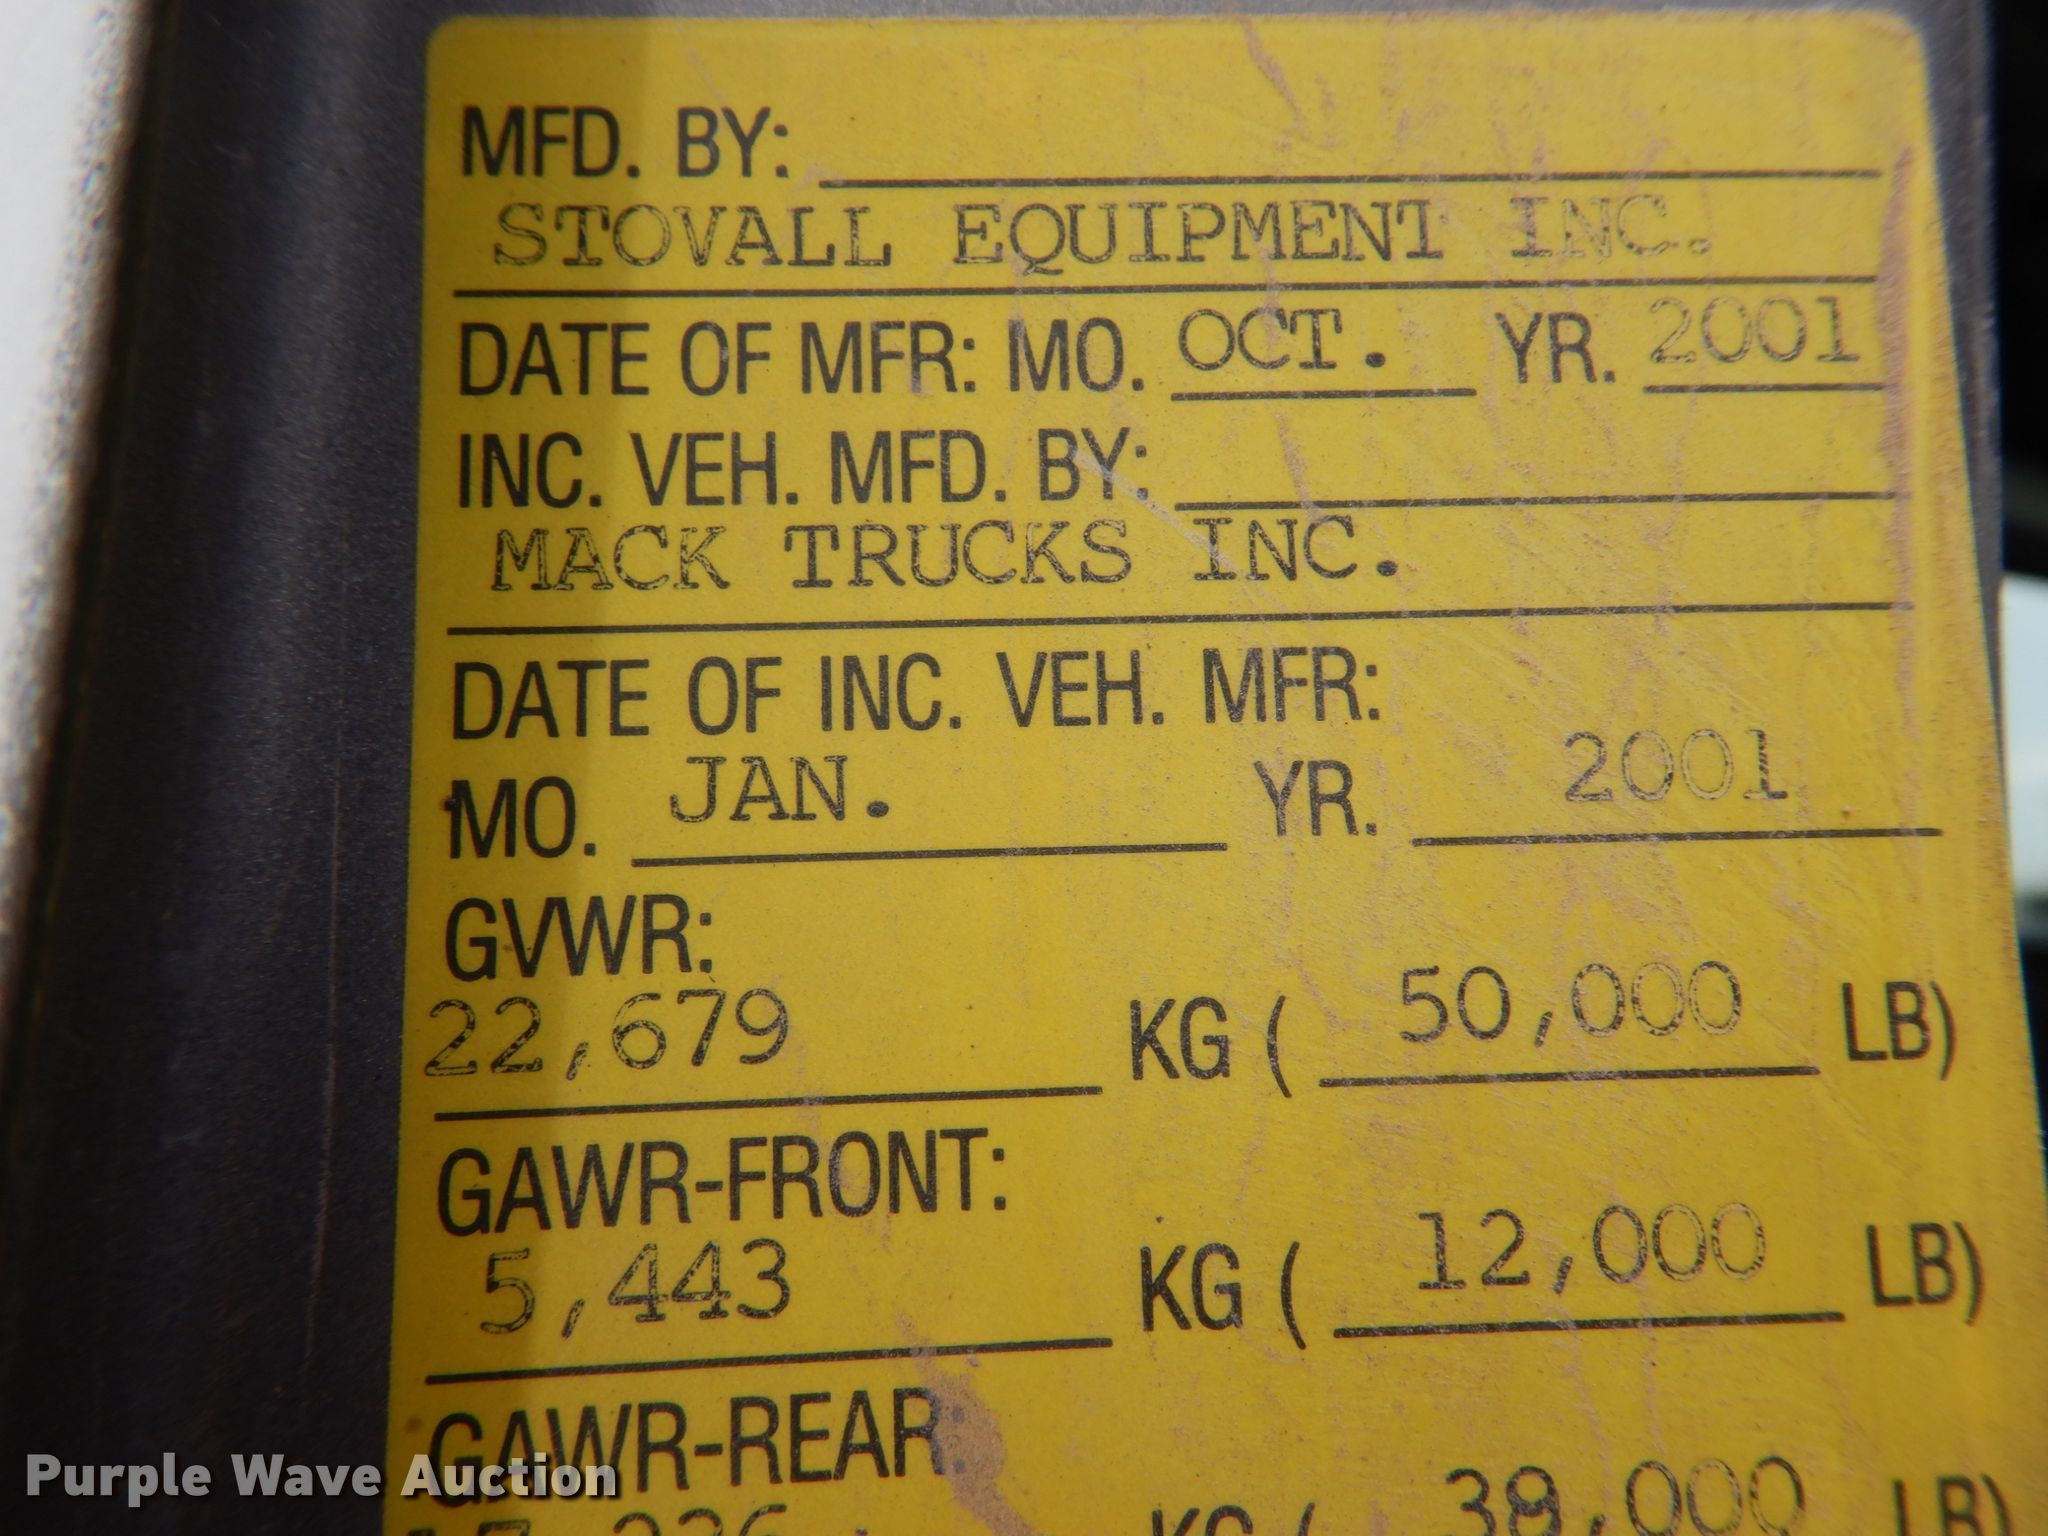 MFD. BY:
STOVALL EQUIPMENT INC.
DATE OF MFR: MO. OCT. YR. 2001
INC. VEH. MFD. BY:
MACK TRUCKS INC.
DATE OF INC. VEH. MFR:
MO. JAN. YR. 2001
GVWR:
22,679 KG ( 50,000 LB)
GAWR-FRONT:
5,443 KG ( 12,000 LB)
GAWR-REAR:
KG ( LB)
Purple Wave Auction